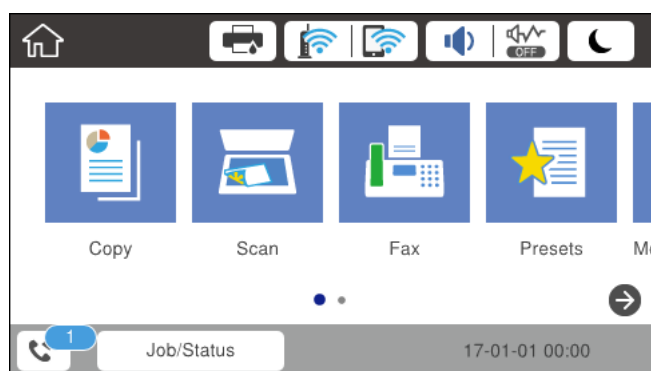 OFF
Copy
Scan
Fax
Presets
1
Job/Status
17-01-01 00:00